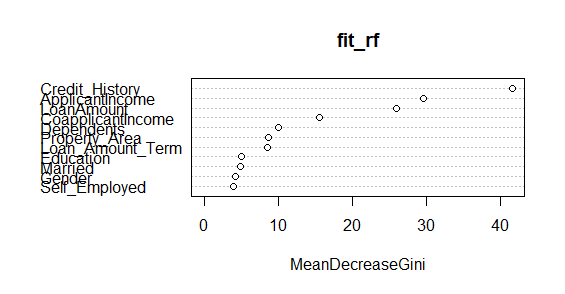 fit_rf
Credit_History
ApplicantIncome
LoanAmount
CoapplicantIncome
Dependents
Property_Area
Loan_Amount_Term
Education
Married
Gender
Self_Employed
0 10 20 30 40
MeanDecreaseGini